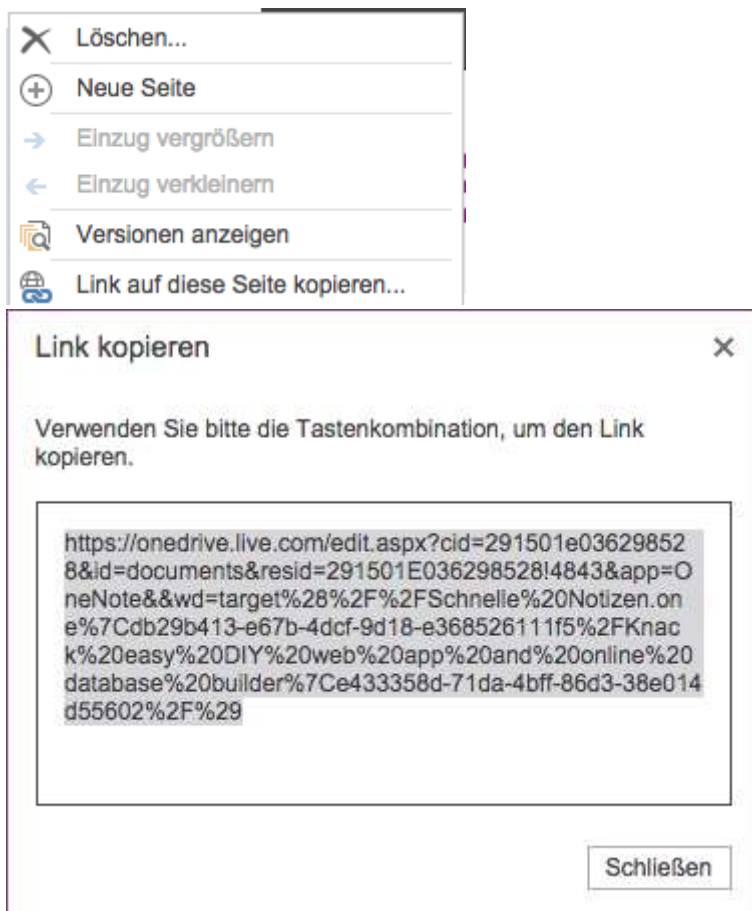 Löschen...
Neue Seite
Einzug vergrößern
Einzug verkleinern
Versionen anzeigen
Link auf diese Seite kopieren...
Link kopieren
Verwenden Sie bitte die Tastenkombination, um den Link
kopieren.
https://onedrive.live.com/edit.aspx?cid=291501e03629852
8&id=documents&resid=291501E036298528!4843&app=O
neNote&&wd=target%28%2F%2FSchnelle%20Notizen.on
e%7Cdb29b413-e67b-4dcf-9d18-e368526111f5%2FKnac
k%20easy%20DIY%20web%20app%20and%20online%20
database%20builder%7Ce433358d-71da-4bff-86d3-38e014
d55602%2F%29
Schließen